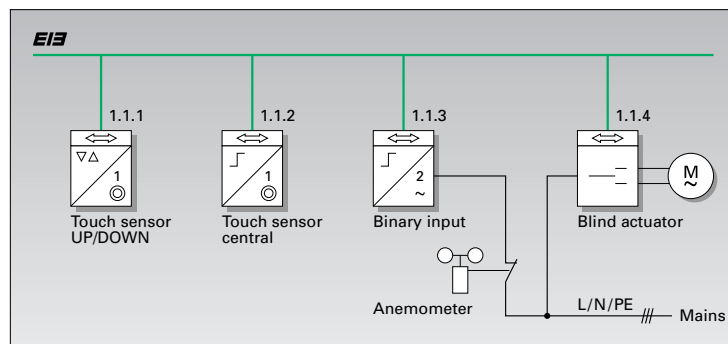 EIB
1.1.1
1.1.2
1.1.3
1.1.4
1
1
2
~
M
~
Touch sensor
UP/DOWN
Touch sensor
central
Binary input
Blind actuator
Anemometer
L/N/PE
Mains